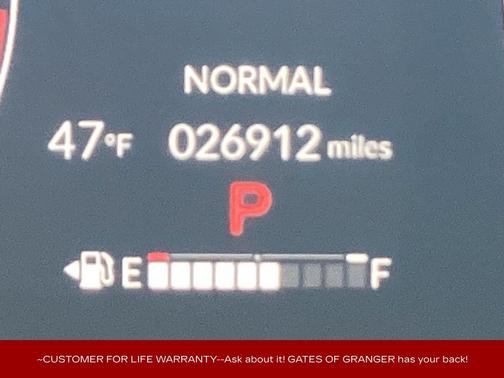 NORMAL
47°F 026912 miles
P
E F
~CUSTOMER FOR LIFE WARRANTY--Ask about it! GATES OF GRANGER has your back!